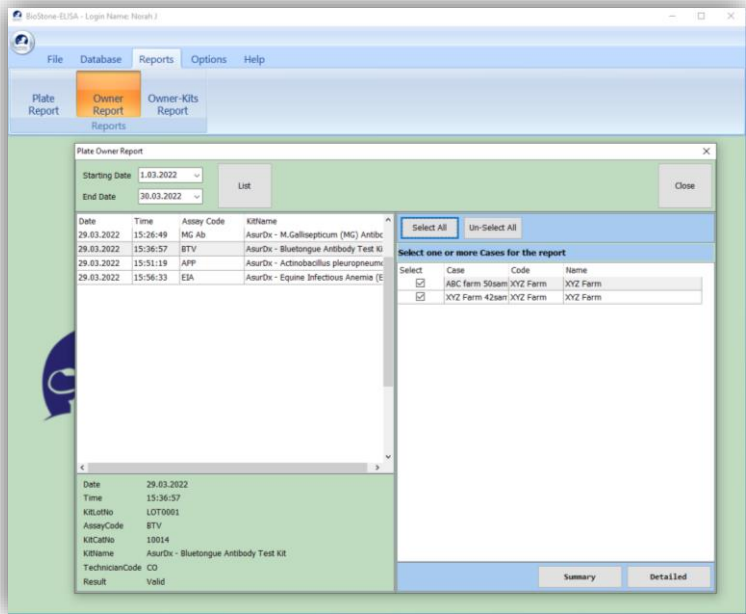 BioStone-ELISA - Login Name: Norah J
File Database Reports Options Help
Plate Report
Owner Report
Owner-Kits Report
Reports
Plate Owner Report
Starting Date 1.03.2022
End Date 30.03.2022
List
Close
Date Time Assay Code KitName
29.03.2022 15:26:49 MG Ab AsurDx - M.Gallisepticum (MG) Antibc
29.03.2022 15:36:57 BTV AsurDx - Bluetongue Antibody Test Ki
29.03.2022 15:51:19 APP AsurDx - Actinobacillus pleuropneumo
29.03.2022 15:56:33 EIA AsurDx - Equine Infectious Anemia (E
Select All Un-Select All
Select one or more Cases for the report
Select Case Code Name
ABC farm 50sam XYZ Farm XYZ Farm
XYZ Farm 42san XYZ Farm XYZ Farm
Date 29.03.2022
Time 15:36:57
KitLotNo LOT0001
AssayCode BTV
KitCatNo 10014
KitName AsurDx - Bluetongue Antibody Test Kit
TechnicianCode CO
Result Valid
Summary Detailed